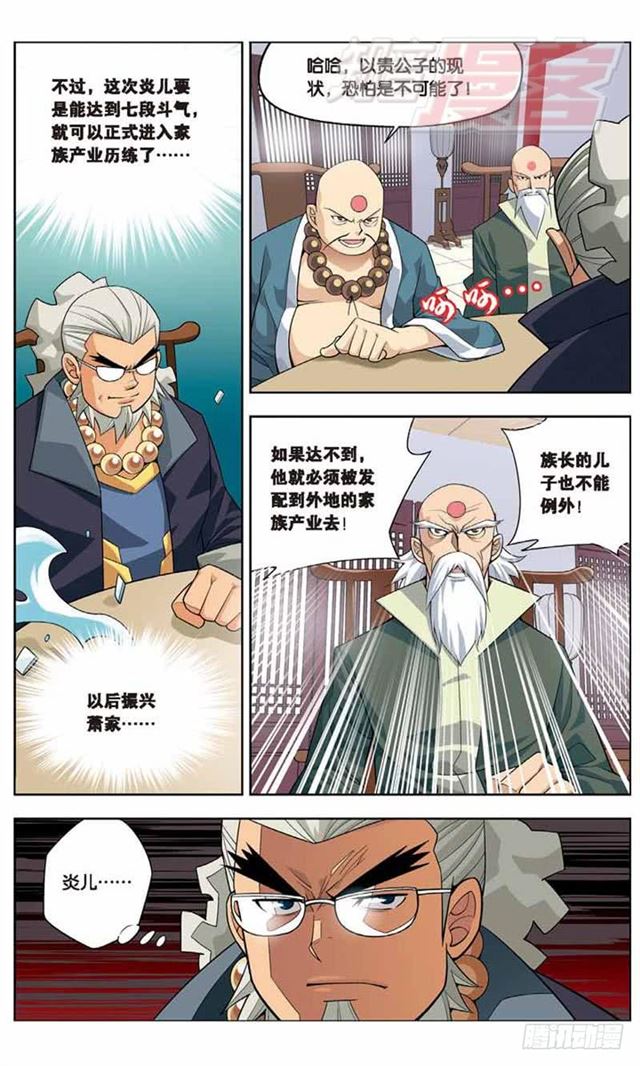 不过，这次炎儿要
是能达到七段斗气，
就可以正式进入家
族产业历练了……
以后振兴
萧家……
知音漫客
哈哈，以贵公子的现
状，恐怕是不可能了！
呵呵…
如果达不到，
他就必须被发
配到外地的家
族产业去！
族长的儿
子也不能
例外！
炎儿……
腾讯动漫